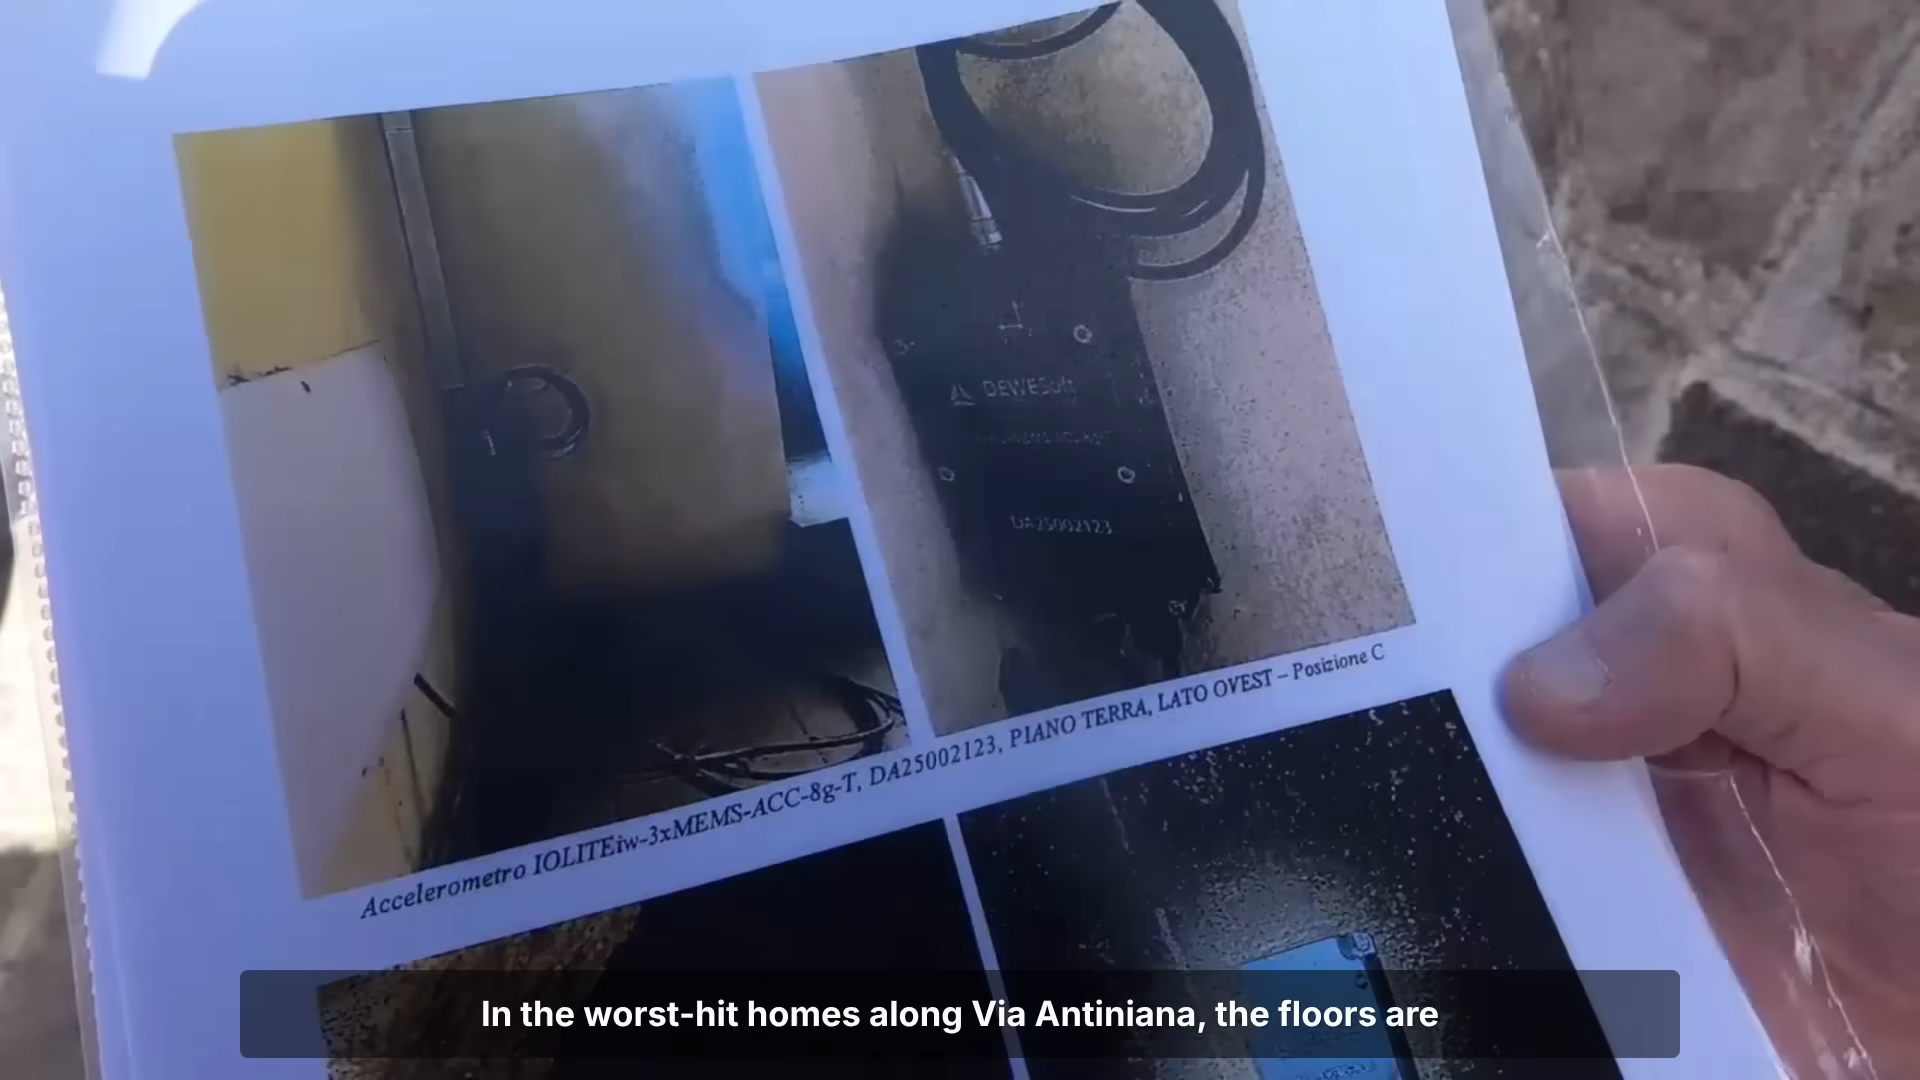 DEWESoft
DA25002123
Accelerometro IOLITEiw-3xMEMS-ACC-8g-T, DA25002123, PIANO TERRA, LATO OVEST – Posizione C
In the worst-hit homes along Via Antiniana, the floors are